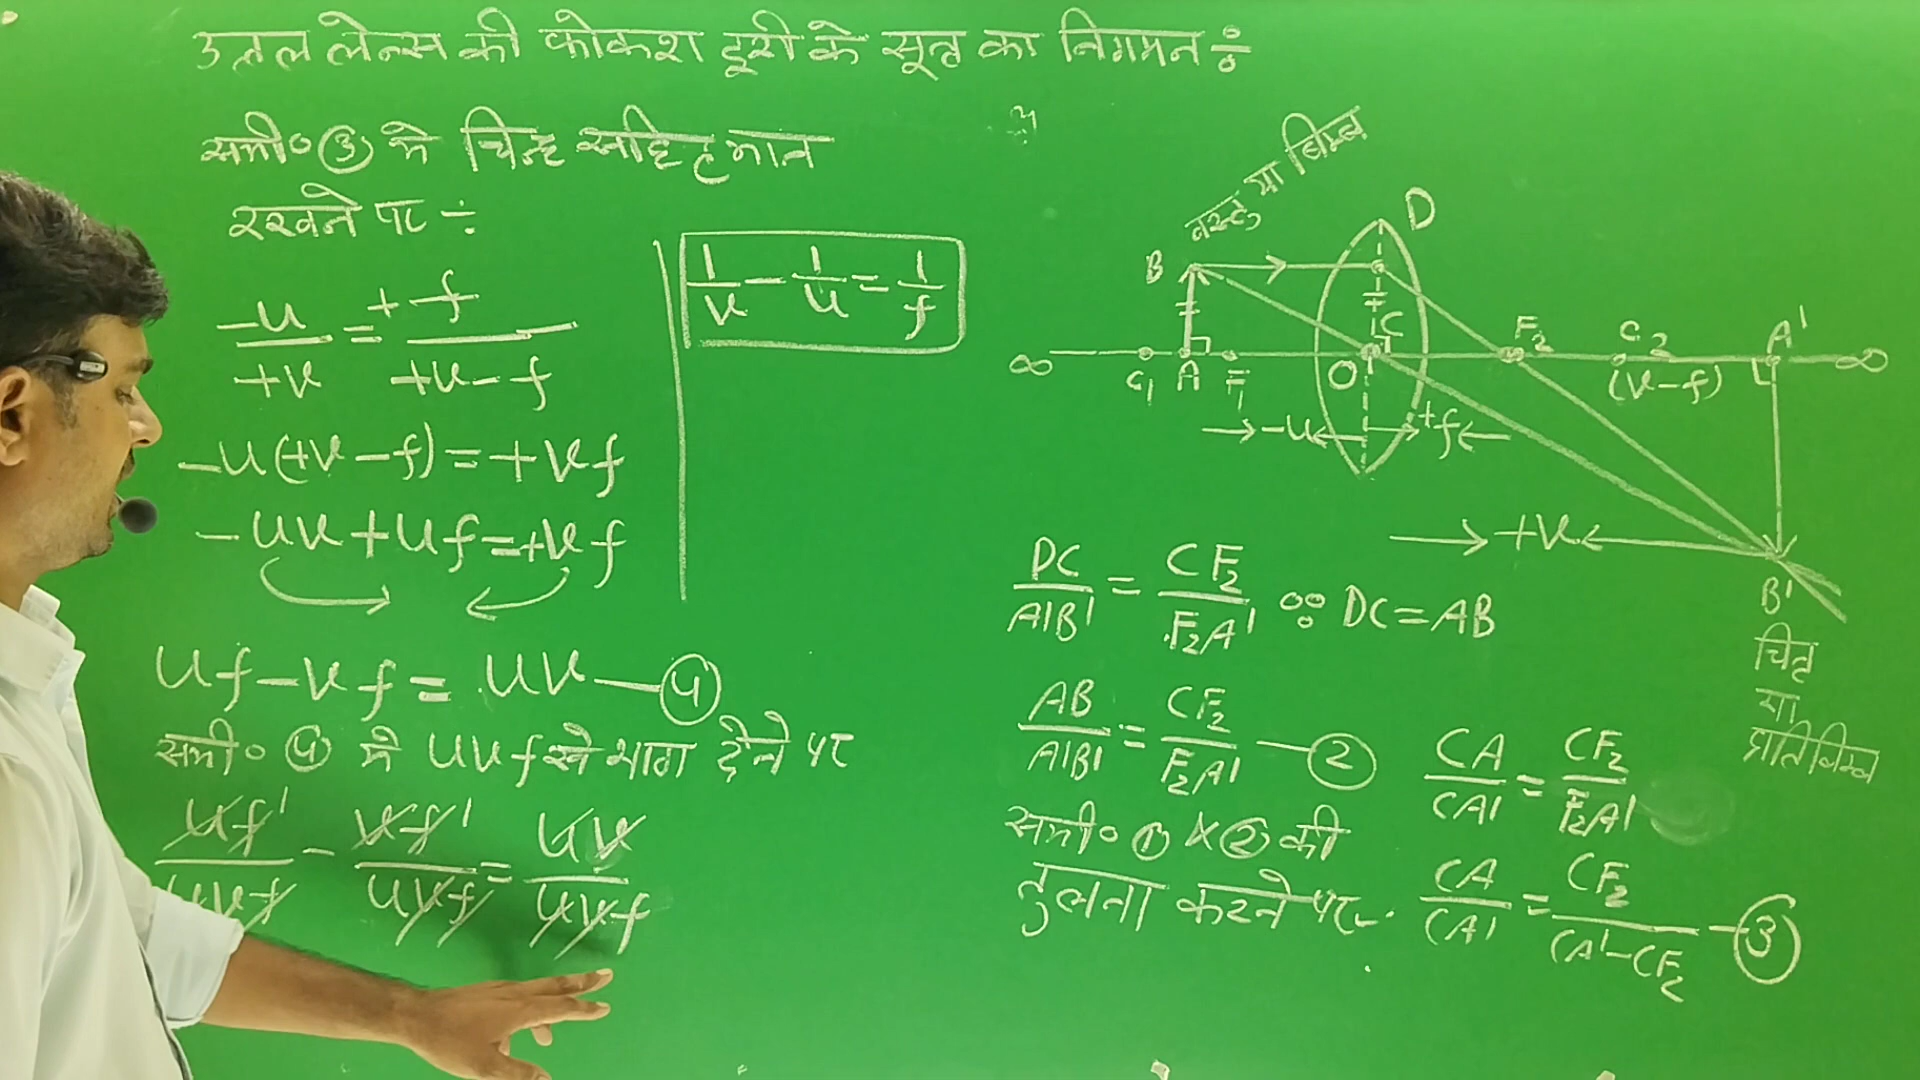 उत्तल लेन्स की फोकश दूरी के सूत्र का निगमन ÷
समी० ③ मे चिन्ह सहित मान
रखने पर ÷
-u/+v = +f/+v-f
-u(+v-f) = +vf
-uv+uf=+vf
uf-vf = uv — ④
समी० ④ मे uvf से भाग देने पर
uf/uvf - vf/uvf = uv/uvf
1/v - 1/u = 1/f
वस्तु या बिम्ब
D
B
∞ C₁ A F₁ O C F₂ C₂ A' ∞
(v-f)
-u +f
+v
B'
चित्र
या
प्रतिबिम्ब
DC/A'B' = CF₂/F₂A' ∵ DC=AB
AB/A'B' = CF₂/F₂A' — ②
समी० ① व ② की
तुलना करने पर
CA/CA' = CF₂/F₂A'
CA/CA' = CF₂/CA'-CF₂ — ③